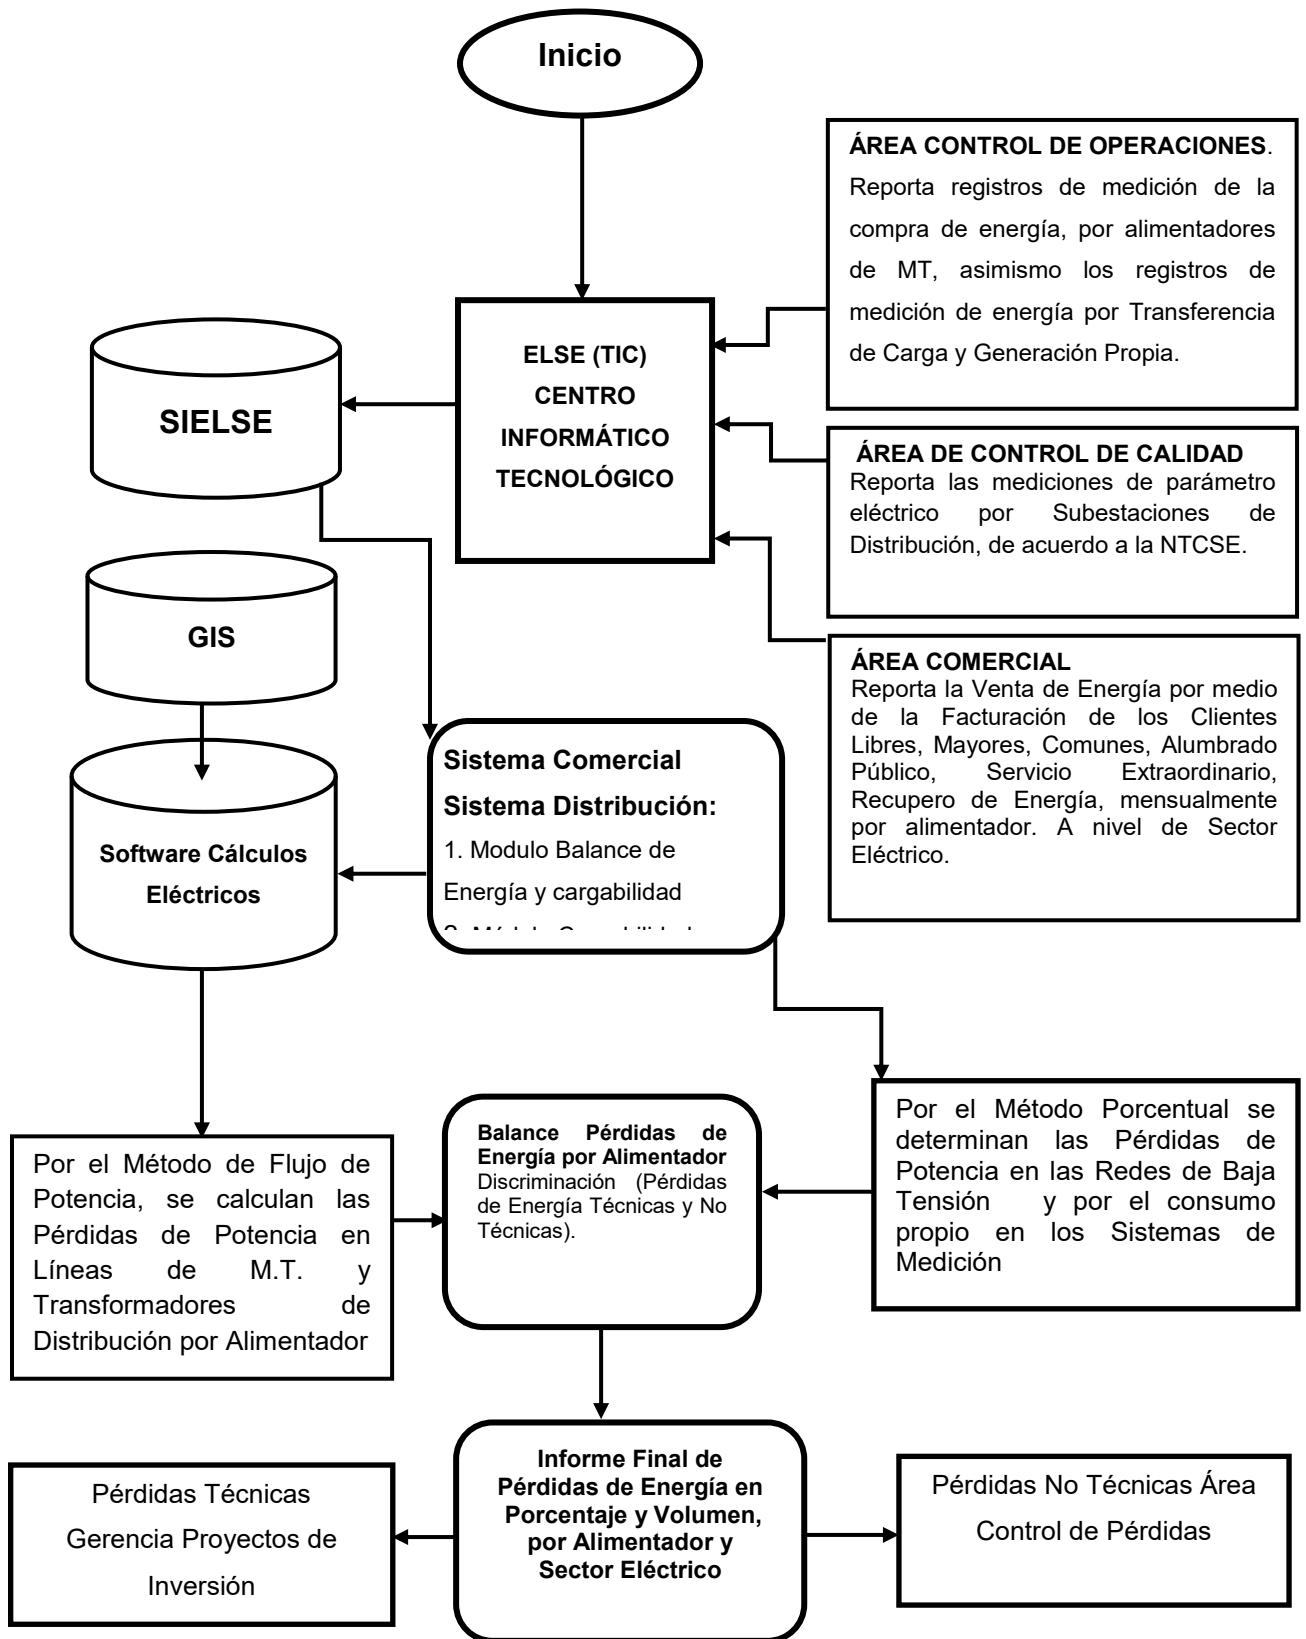 Inicio
ÁREA CONTROL DE OPERACIONES.
Reporta registros de medición de la
compra de energía, por alimentadores
de MT, asimismo los registros de
medición de energía por Transferencia
de Carga y Generación Propia.
ELSE (TIC)
CENTRO
INFORMÁTICO
TECNOLÓGICO
SIELSE
ÁREA DE CONTROL DE CALIDAD
Reporta las mediciones de parámetro
eléctrico por Subestaciones de
Distribución, de acuerdo a la NTCSE.
GIS
ÁREA COMERCIAL
Reporta la Venta de Energía por medio
de la Facturación de los Clientes
Libres, Mayores, Comunes, Alumbrado
Público, Servicio Extraordinario,
Recupero de Energía, mensualmente
por alimentador. A nivel de Sector
Eléctrico.
Sistema Comercial
Sistema Distribución:
1. Modulo Balance de
Energía y cargabilidad
Software Cálculos
Eléctricos
Por el Método de Flujo de
Potencia, se calculan las
Pérdidas de Potencia en
Líneas de M.T. y
Transformadores de
Distribución por Alimentador
Balance Pérdidas de
Energía por Alimentador
Discriminación (Pérdidas
de Energía Técnicas y No
Técnicas).
Por el Método Porcentual se
determinan las Pérdidas de
Potencia en las Redes de Baja
Tensión y por el consumo
propio en los Sistemas de
Medición
Pérdidas Técnicas
Gerencia Proyectos de
Inversión
Informe Final de
Pérdidas de Energía en
Porcentaje y Volumen,
por Alimentador y
Sector Eléctrico
Pérdidas No Técnicas Área
Control de Pérdidas